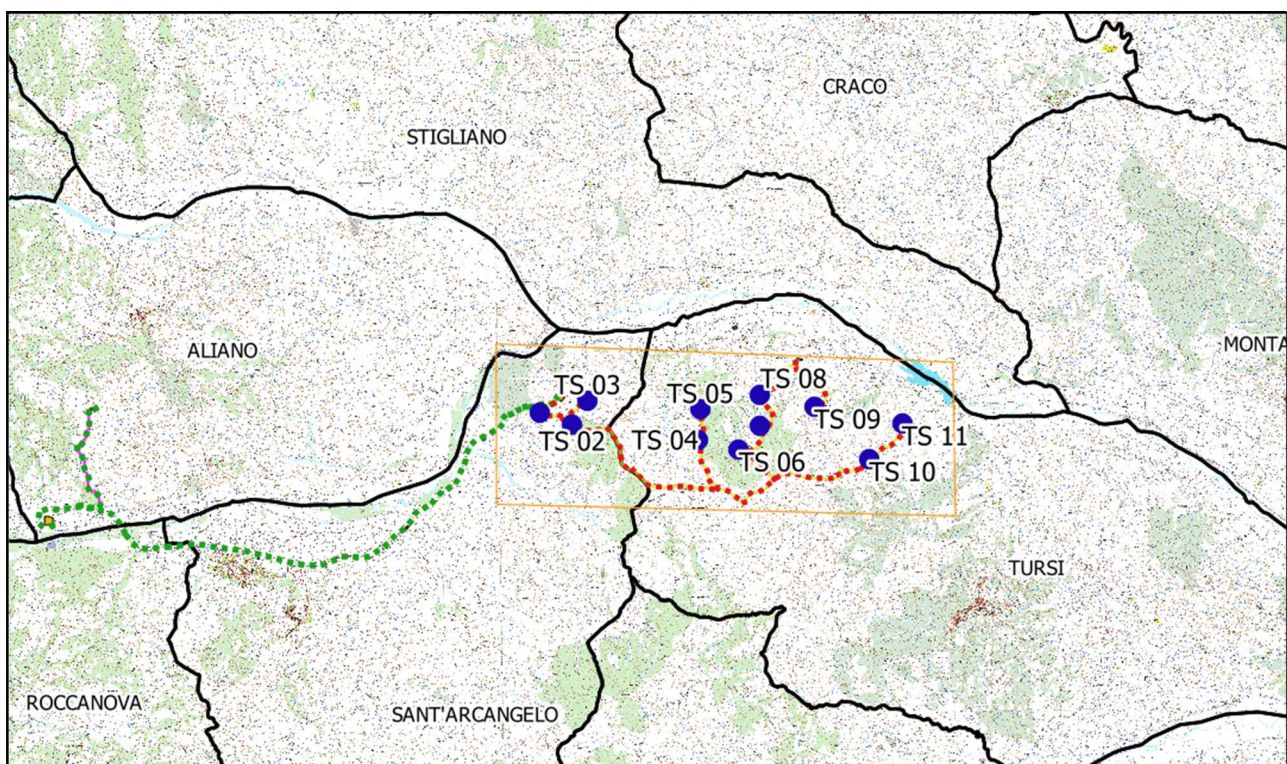 CRACO
STIGLIANO
MONTA
ALIANO
TS 03
TS 05
TS 08
TS 09
TS 02
TS 04
TS 11
TS 06
TS 10
TURSI
ROCCANOVA
SANT'ARCANGELO